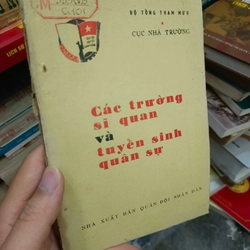 BỘ TỔNG THAM MƯU
CỤC NHÀ TRƯỜNG
Các trường
sĩ quan
và
tuyển sinh
quân sự
NHÀ XUẤT BẢN QUÂN ĐỘI NHÂN DÂN